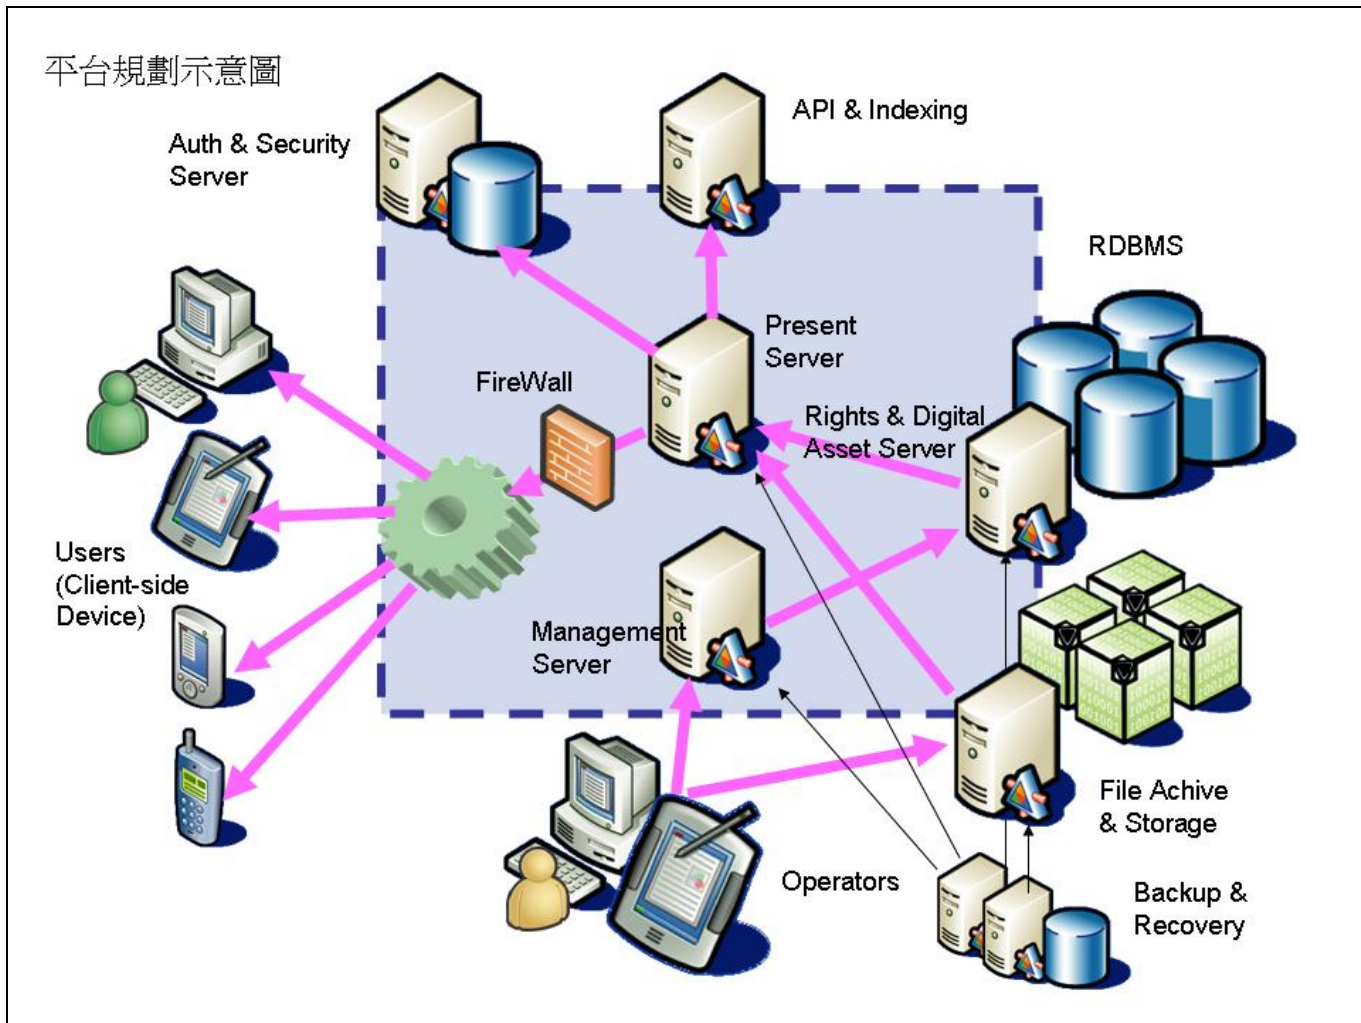 平台規劃示意圖
API & Indexing
Auth & Security
Server
RDBMS
Present
Server
FireWall
Rights & Digital
Asset Server
Users
(Client-side
Device)
Management
Server
File Achive
& Storage
Operators
Backup &
Recovery